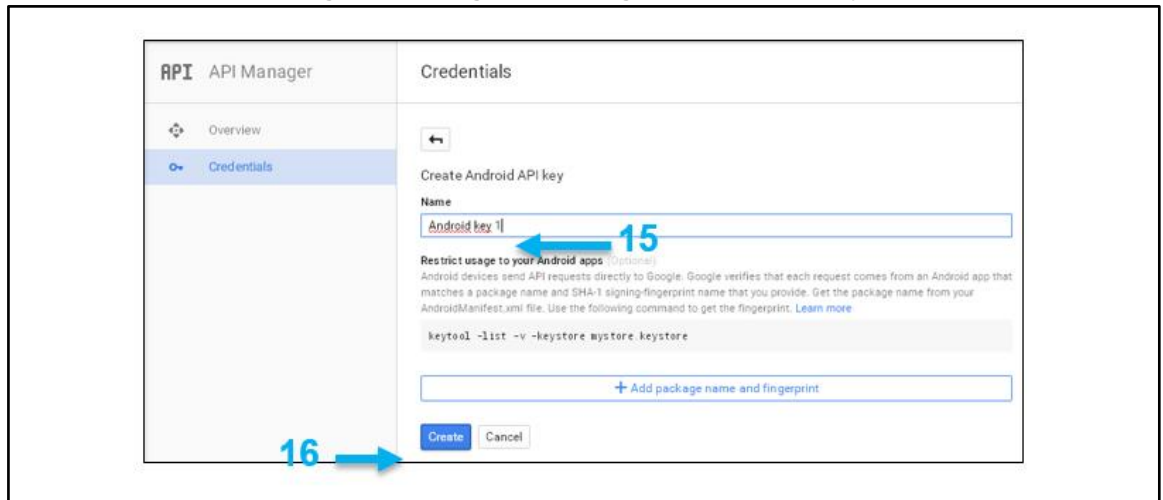 API API Manager
Credentials
Overview
Credentials
Create Android API key
Name
Android key 1
15
Restrict usage to your Android apps (Optional)
Android devices send API requests directly to Google. Google verifies that each request comes from an Android app that
matches a package name and SHA-1 signing-fingerprint name that you provide. Get the package name from your
AndroidManifest.xml file. Use the following command to get the fingerprint. Learn more
keytool -list -v -keystore mystore.keystore
+ Add package name and fingerprint
Create Cancel
16